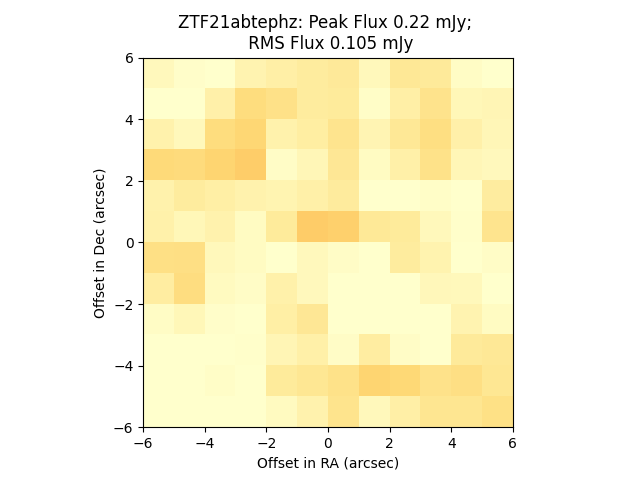 ZTF21abtephz: Peak Flux 0.22 mJy;
RMS Flux 0.105 mJy
6
4
2
0
−2
−4
−6
Offset in Dec (arcsec)
−6 −4 −2 0 2 4 6
Offset in RA (arcsec)